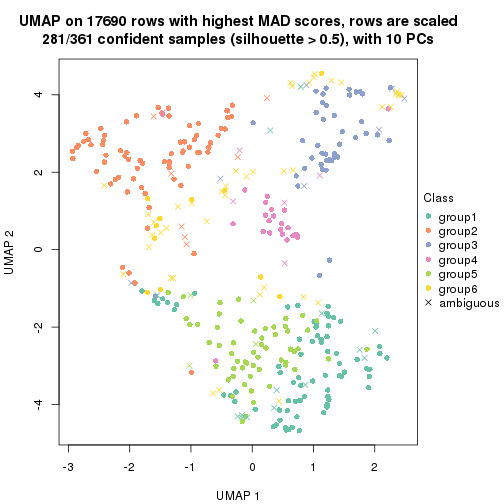 UMAP on 17690 rows with highest MAD scores, rows are scaled
281/361 confident samples (silhouette > 0.5), with 10 PCs
UMAP 2
4
2
0
-2
-4
-3
-2
-1
0
1
2
UMAP 1
Class
group1
group2
group3
group4
group5
group6
ambiguous